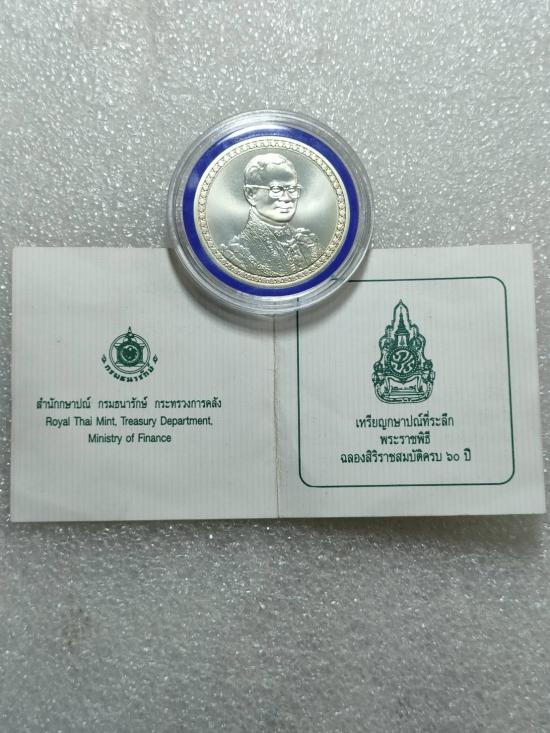 กรมธนารักษ์
สำนักกษาปณ์ กรมธนารักษ์ กระทรวงการคลัง
Royal Thai Mint, Treasury Department,
Ministry of Finance
เหรียญกษาปณ์ที่ระลึก
พระราชพิธี
ฉลองสิริราชสมบัติครบ ๖๐ ปี